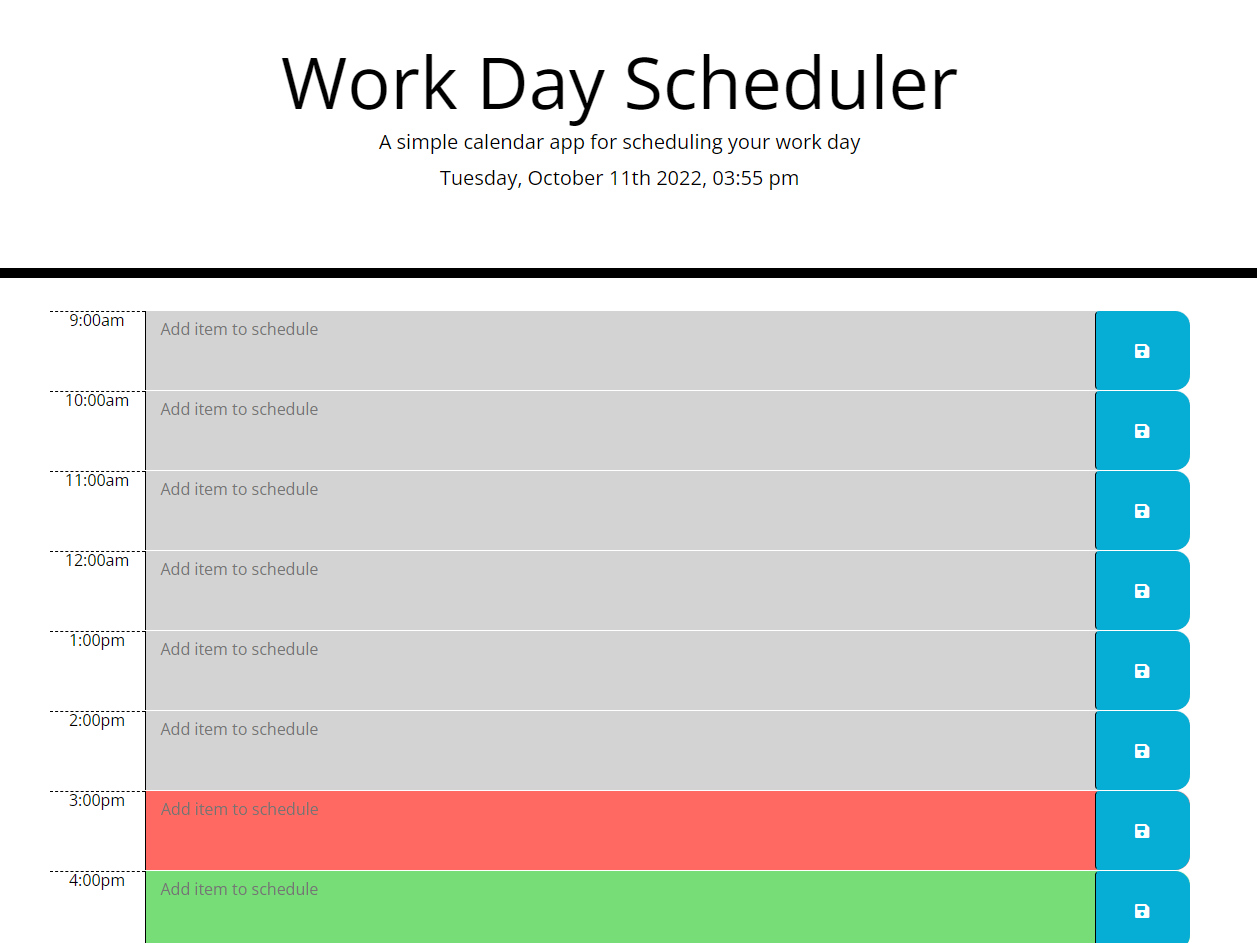 Work Day Scheduler
A simple calendar app for scheduling your work day
Tuesday, October 11th 2022, 03:55 pm
9:00am Add item to schedule
10:00am Add item to schedule
11:00am Add item to schedule
12:00am Add item to schedule
1:00pm Add item to schedule
2:00pm Add item to schedule
3:00pm Add item to schedule
4:00pm Add item to schedule